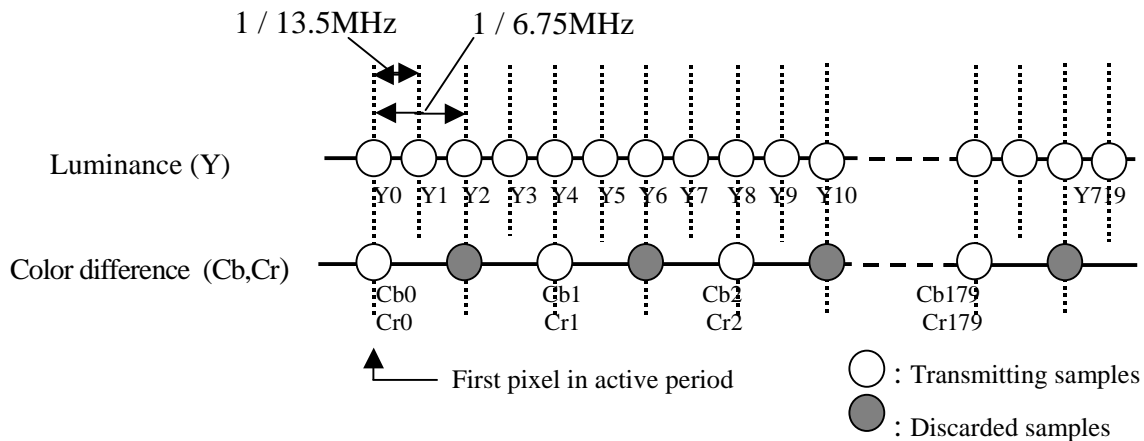 1 / 13.5MHz 1 / 6.75MHz
Luminance (Y)
Y0 Y1 Y2 Y3 Y4 Y5 Y6 Y7 Y8 Y9 Y10 Y719
Color difference (Cb,Cr)
Cb0 Cb1 Cb2 Cb179
Cr0 Cr1 Cr2 Cr179
First pixel in active period
: Transmitting samples
: Discarded samples